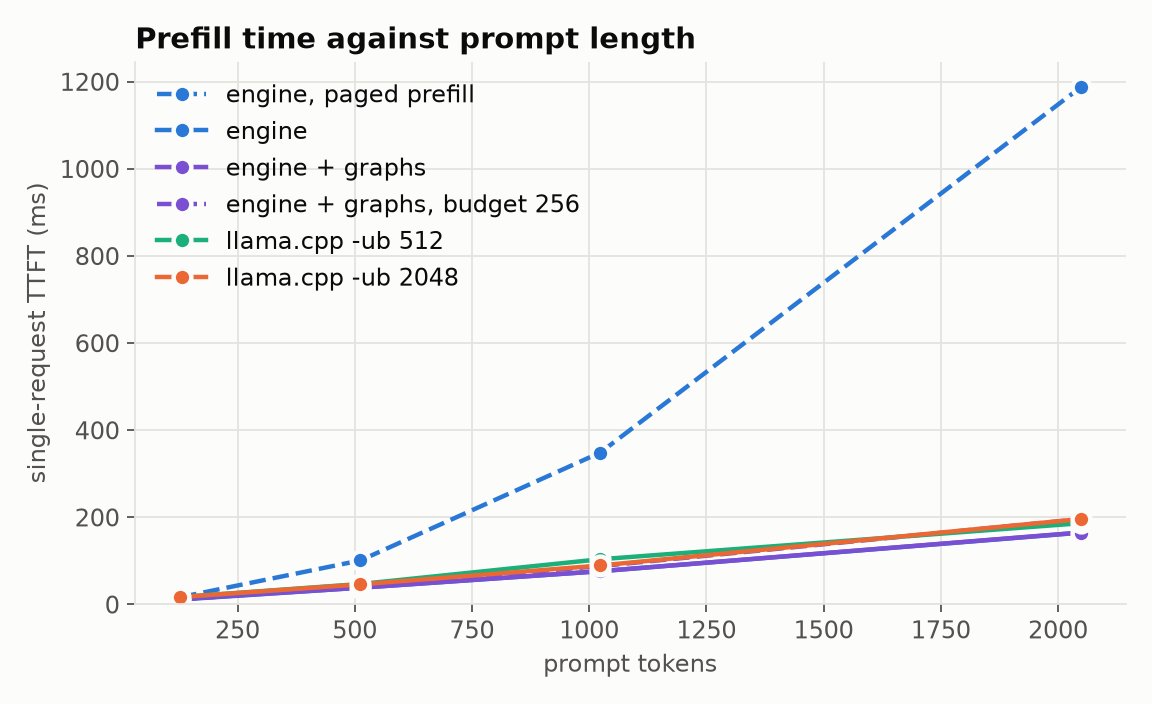 Prefill time against prompt length
1200
1000
800
600
400
200
0
single-request TTFT (ms)
engine, paged prefill
engine
engine + graphs
engine + graphs, budget 256
llama.cpp -ub 512
llama.cpp -ub 2048
250
500
750
1000
1250
1500
1750
2000
prompt tokens